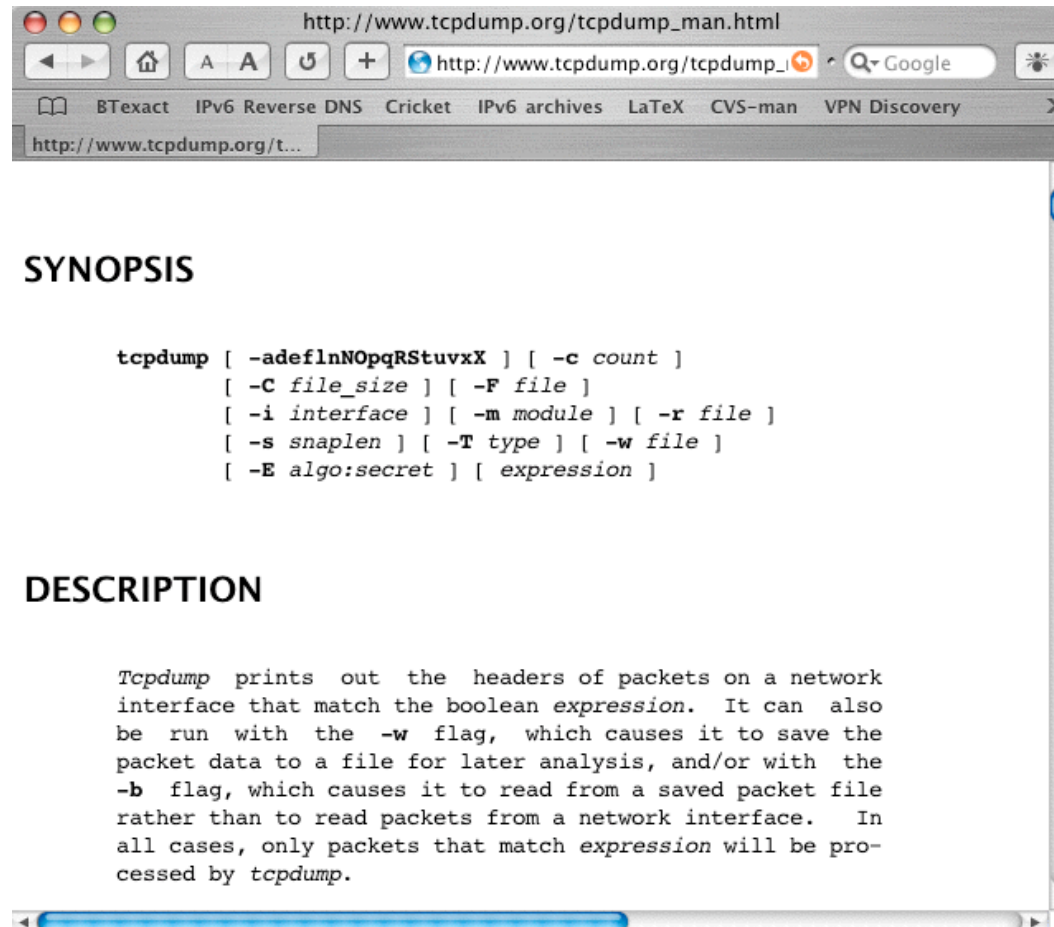 http://www.tcpdump.org/tcpdump_man.html
A A + http://www.tcpdump.org/tcpdump_ Google
BTexact IPv6 Reverse DNS Cricket IPv6 archives LaTeX CVS-man VPN Discovery
http://www.tcpdump.org/t...
SYNOPSIS
tcpdump [ -adeflnNOpqRStuvxX ] [ -c count ]
[ -C file_size ] [ -F file ]
[ -i interface ] [ -m module ] [ -r file ]
[ -s snaplen ] [ -T type ] [ -w file ]
[ -E algo:secret ] [ expression ]
DESCRIPTION
Tcpdump prints out the headers of packets on a network
interface that match the boolean expression. It can also
be run with the -w flag, which causes it to save the
packet data to a file for later analysis, and/or with the
-b flag, which causes it to read from a saved packet file
rather than to read packets from a network interface. In
all cases, only packets that match expression will be pro-
cessed by tcpdump.